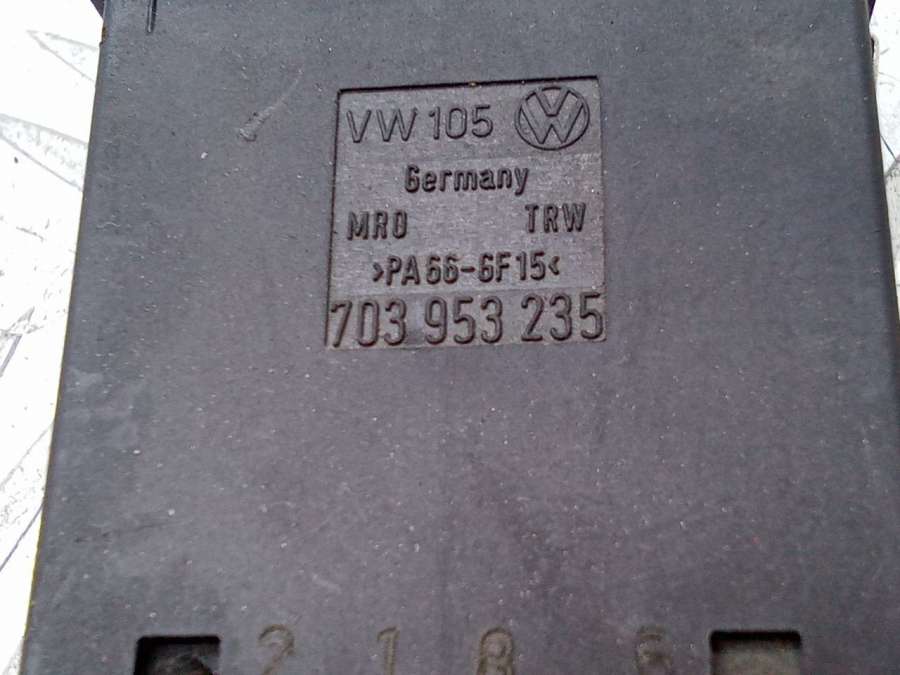 VW 105
Germany
MRO TRW
>PA66-GF15<
703 953 235
2 1 8 6